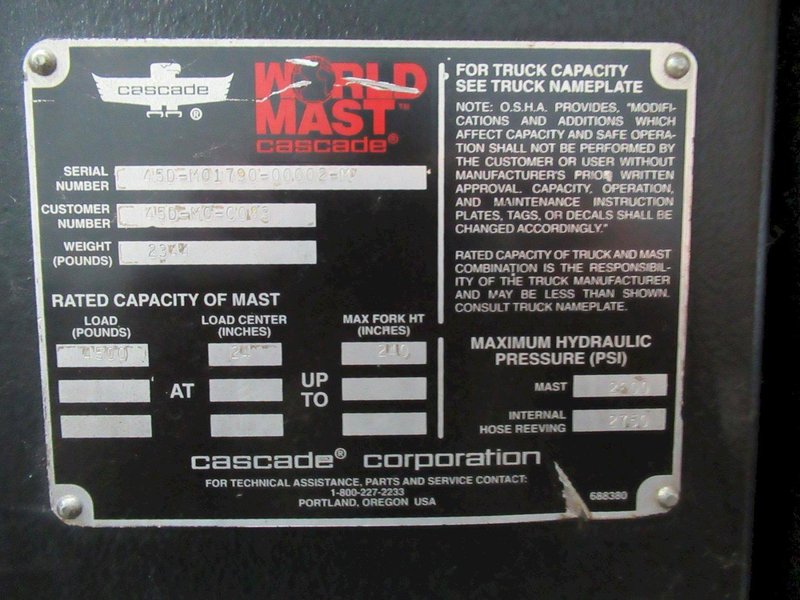 cascade
®
WORLD
MAST™
cascade®
SERIAL
NUMBER
CUSTOMER
NUMBER
WEIGHT
(POUNDS)
RATED CAPACITY OF MAST
LOAD
(POUNDS)
LOAD CENTER
(INCHES)
MAX FORK HT
(INCHES)
4500
24
240
AT
UP
TO
FOR TRUCK CAPACITY
SEE TRUCK NAMEPLATE
NOTE: O.S.H.A. PROVIDES, "MODIFI-
CATIONS AND ADDITIONS WHICH
AFFECT CAPACITY AND SAFE OPERA-
TION SHALL NOT BE PERFORMED BY
THE CUSTOMER OR USER WITHOUT
MANUFACTURER'S PRIOR WRITTEN
APPROVAL. CAPACITY, OPERATION,
AND MAINTENANCE INSTRUCTION
PLATES, TAGS, OR DECALS SHALL BE
CHANGED ACCORDINGLY."
RATED CAPACITY OF TRUCK AND MAST
COMBINATION IS THE RESPONSIBIL-
ITY OF THE TRUCK MANUFACTURER
AND MAY BE LESS THAN SHOWN.
CONSULT TRUCK NAMEPLATE.
MAXIMUM HYDRAULIC
PRESSURE (PSI)
MAST
INTERNAL
HOSE REEVING
2750
cascade® corporation
FOR TECHNICAL ASSISTANCE, PARTS AND SERVICE CONTACT:
1-800-227-2233
PORTLAND, OREGON USA
688380